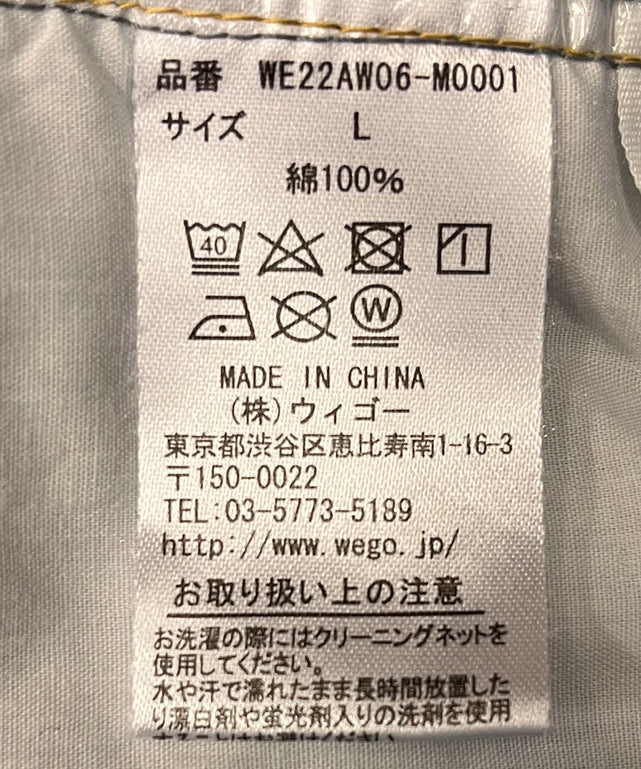 品番 WE22AW06-M0001
サイズ L
綿100%
40
W
MADE IN CHINA
(株)ウィゴー
東京都渋谷区恵比寿南1-16-3
〒150-0022
TEL:03-5773-5189
http://www.wego.jp/
お取り扱い上の注意
お洗濯の際にはクリーニングネットを
使用してください。
水や汗で濡れたまま長時間放置した
り漂白剤や蛍光剤入りの洗剤を使用